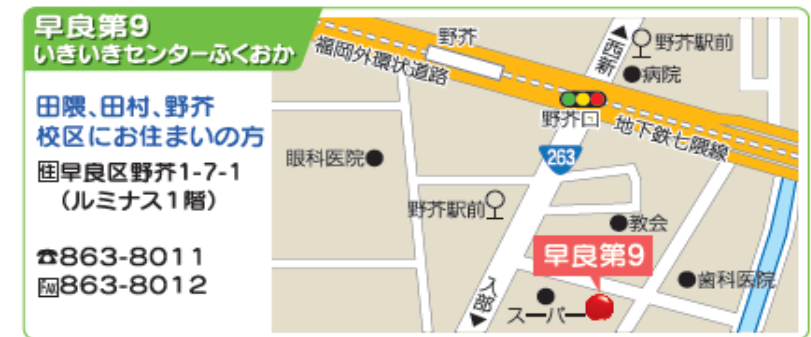 早良第9
いきいきセンターふくおか
田隈、田村、野芥
校区にお住まいの方
住早良区野芥1-7-1
（ルミナス1階）
☎863-8011
FAX863-8012
野芥
福岡外環状道路
▲西新
野芥駅前
●病院
野芥口
地下鉄七隈線
263
眼科医院●
野芥駅前
●教会
早良第9
●歯科医院
入部▼
スーパー